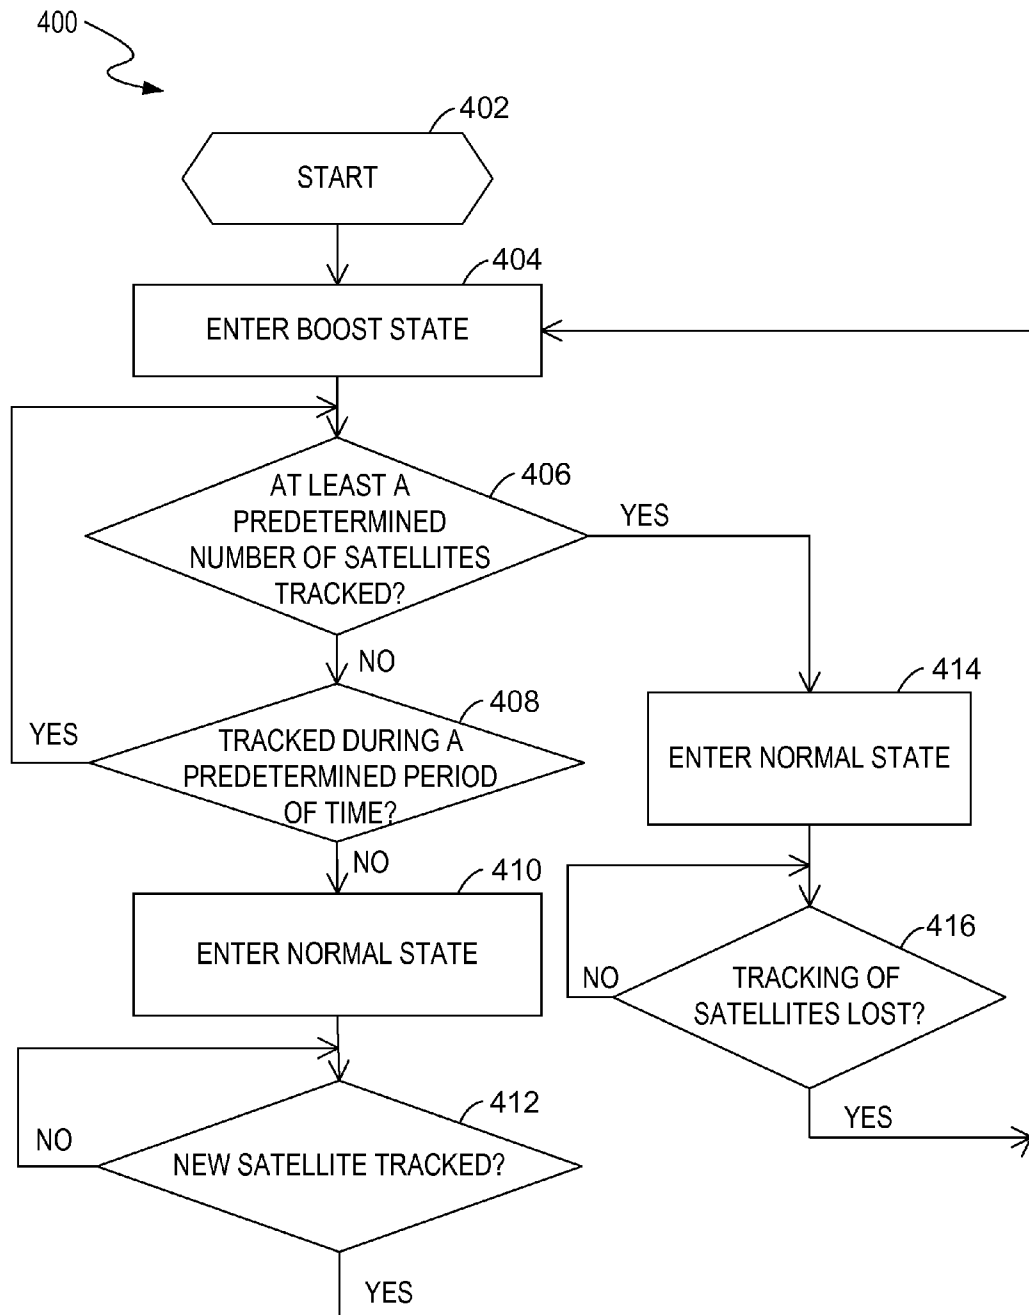 400
402
START
404
ENTER BOOST STATE
406
AT LEAST A
PREDETERMINED
NUMBER OF SATELLITES
TRACKED?
YES
NO
408
YES
TRACKED DURING A
PREDETERMINED PERIOD
OF TIME?
NO
414
ENTER NORMAL STATE
410
ENTER NORMAL STATE
416
NO
TRACKING OF
SATELLITES LOST?
YES
412
NO
NEW SATELLITE TRACKED?
YES